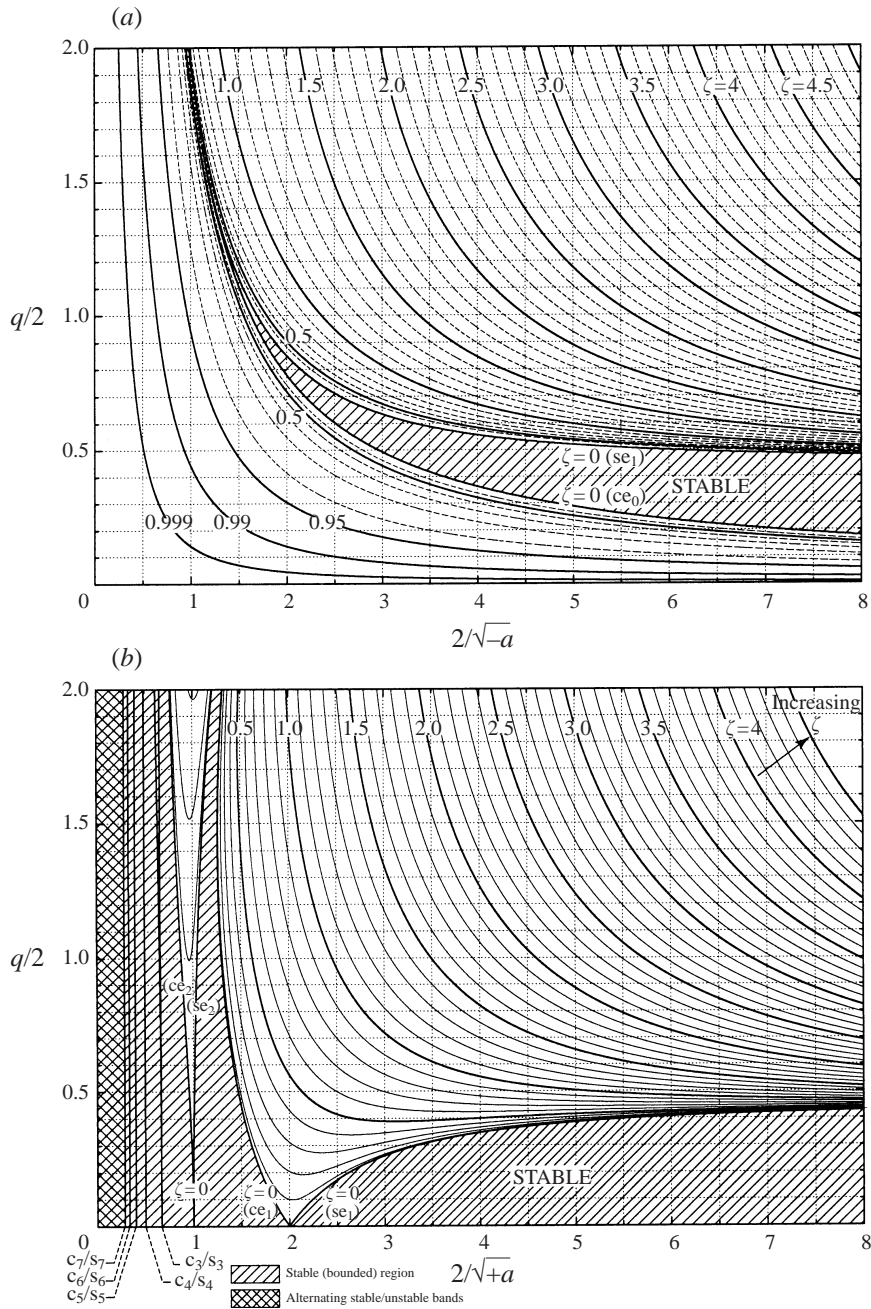 (a)
2.0
1.5
q/2 1.0
0.5
0
1.0 1.5 2.0 2.5 3.0 3.5 ζ=4 ζ=4.5
0.5
0.5
ζ=0 (se1)
ζ=0 (ce0) STABLE
0.999 0.99 0.95
0 1 2 3 4 5 6 7 8
2/√–a
(b)
2.0
1.5
q/2 1.0
0.5
0
Increasing
ζ
0.5 1.0 1.5 2.0 2.5 3.0 3.5 ζ=4
(ce2
(se2)
ζ=0
ζ=0
(ce1)
ζ=0
(se1)
STABLE
0 1 2 3 4 5 6 7 8
c7/s7
c6/s6
c5/s5
c3/s3
c4/s4
2/√+a
Stable (bounded) region
Alternating stable/unstable bands